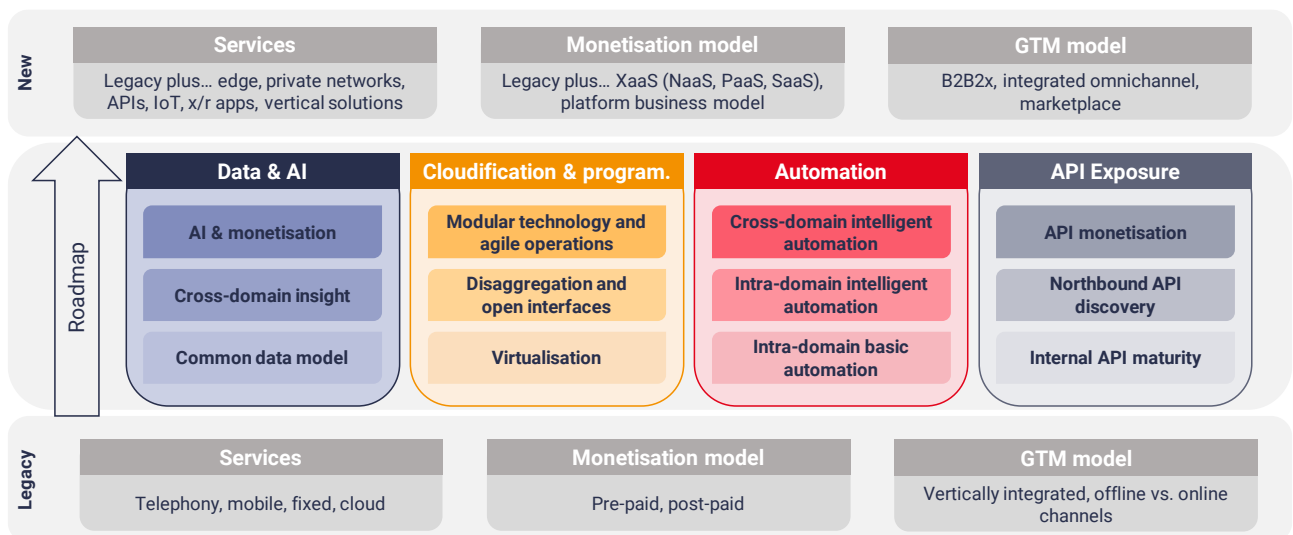 New
Services
Legacy plus... edge, private networks,
APIs, IoT, x/r apps, vertical solutions
Monetisation model
Legacy plus... XaaS (NaaS, PaaS, SaaS),
platform business model
GTM model
B2B2x, integrated omnichannel,
marketplace
Roadmap
Data & AI
AI & monetisation
Cross-domain insight
Common data model
Cloudification & program.
Modular technology and
agile operations
Disaggregation and
open interfaces
Virtualisation
Automation
Cross-domain intelligent
automation
Intra-domain intelligent
automation
Intra-domain basic
automation
API Exposure
API monetisation
Northbound API
discovery
Internal API maturity
Legacy
Services
Telephony, mobile, fixed, cloud
Monetisation model
Pre-paid, post-paid
GTM model
Vertically integrated, offline vs. online
channels